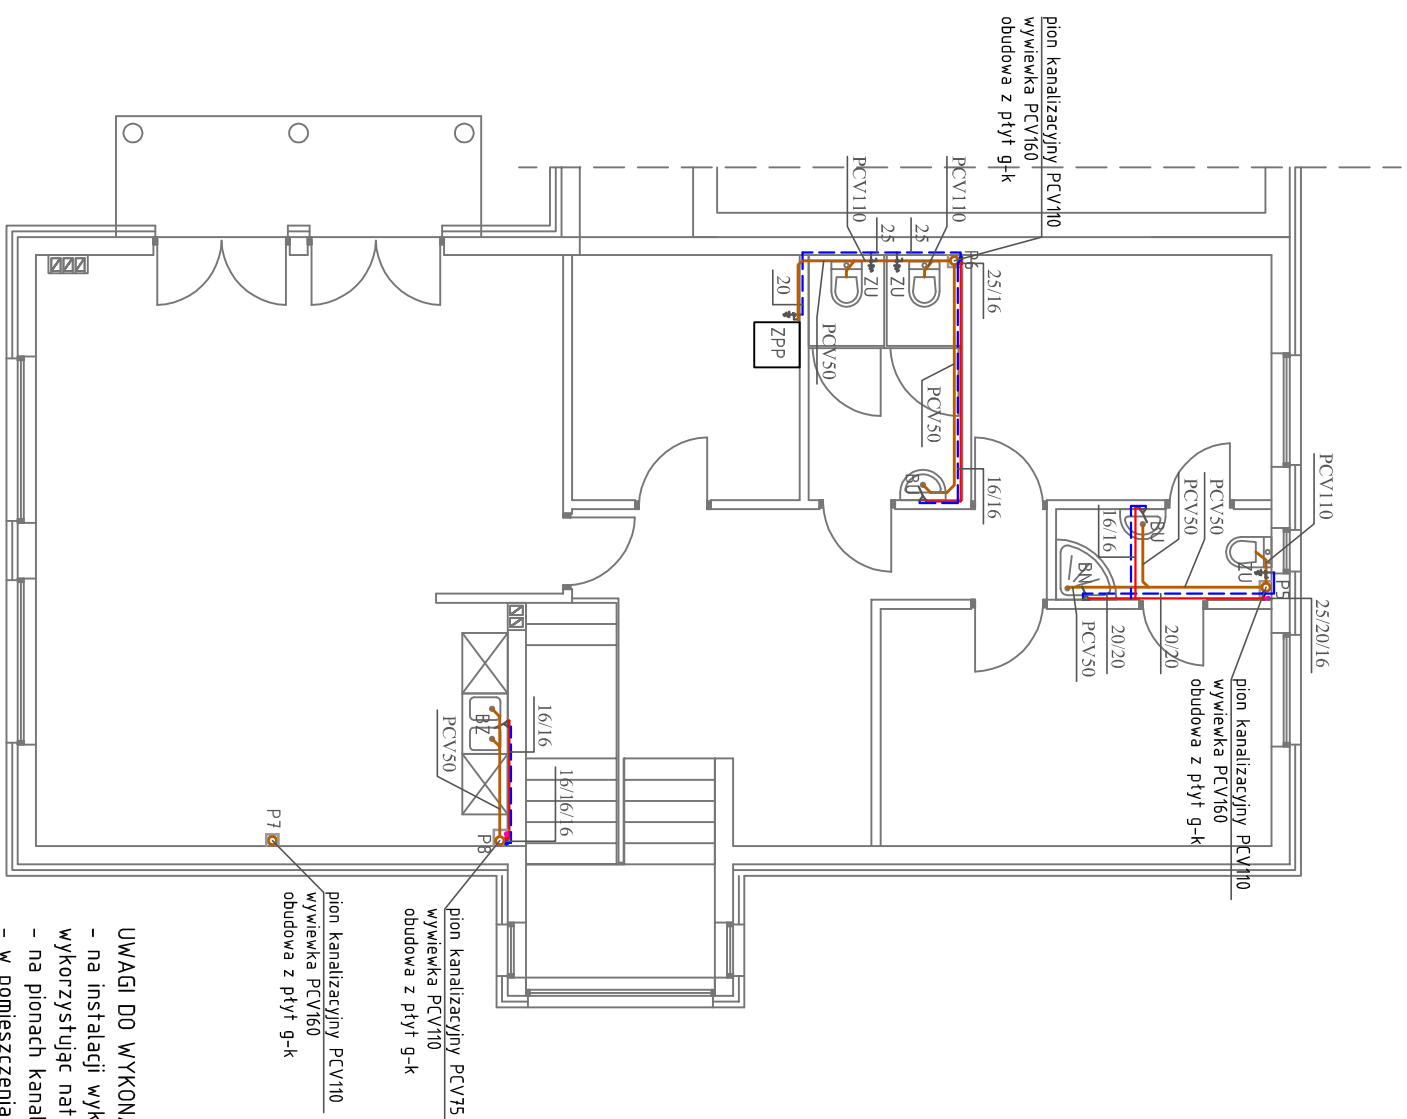 pion kanalizacyjny PCV110
wywiewka PCV160
obudowa z płyt g-k
PCV110
PCV110
25
25
P6
25/16
ZU
ZU
20
ZPP
PCV50
PCV50
BU
16/16
PCV110
PCV50
PCV50
16/16
BU
ZU
BN
P5
25/20/16
20/20
20/20
PCV50
pion kanalizacyjny PCV110
wywiewka PCV160
obudowa z płyt g-k
16/16
BZ
PCV50
16/16/16
P8
P7
pion kanalizacyjny PCV110
wywiewka PCV160
obudowa z płyt g-k
pion kanalizacyjny PCV75
wywiewka PCV110
obudowa z płyt g-k
UWAGI DO WYKON
- na instalacji wyk
wykorzystując nat
- na pionach kanal
- w pomieszczenia